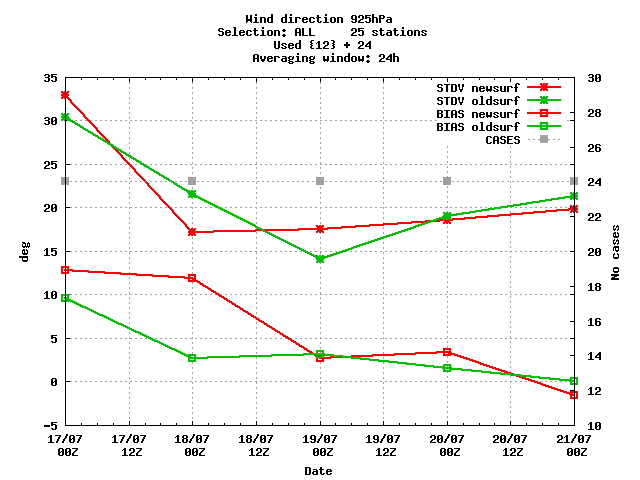 Wind direction 925hPa
Selection: ALL 25 stations
Used {12} + 24
Averaging window: 24h
STDV newsurf
STDV oldsurf
BIAS newsurf
BIAS oldsurf
CASES
35
30
25
20
15
10
5
0
-5
deg
30
28
26
24
22
20
18
16
14
12
10
No cases
17/07 17/07 18/07 18/07 19/07 19/07 20/07 20/07 21/07
00Z 12Z 00Z 12Z 00Z 12Z 00Z 12Z 00Z
Date